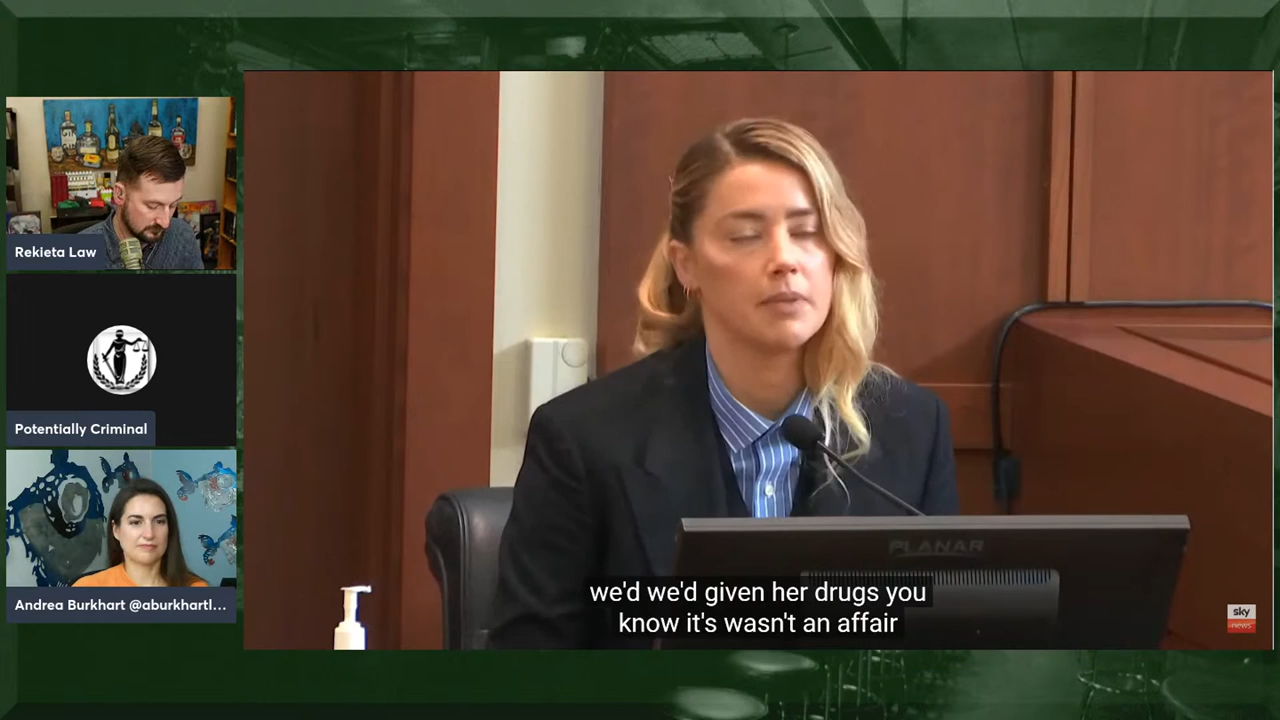 Rekieta Law
Potentially Criminal
Andrea Burkhart @aburkhartl...
PLANAR
we'd we'd given her drugs you
know it's wasn't an affair
sky
news